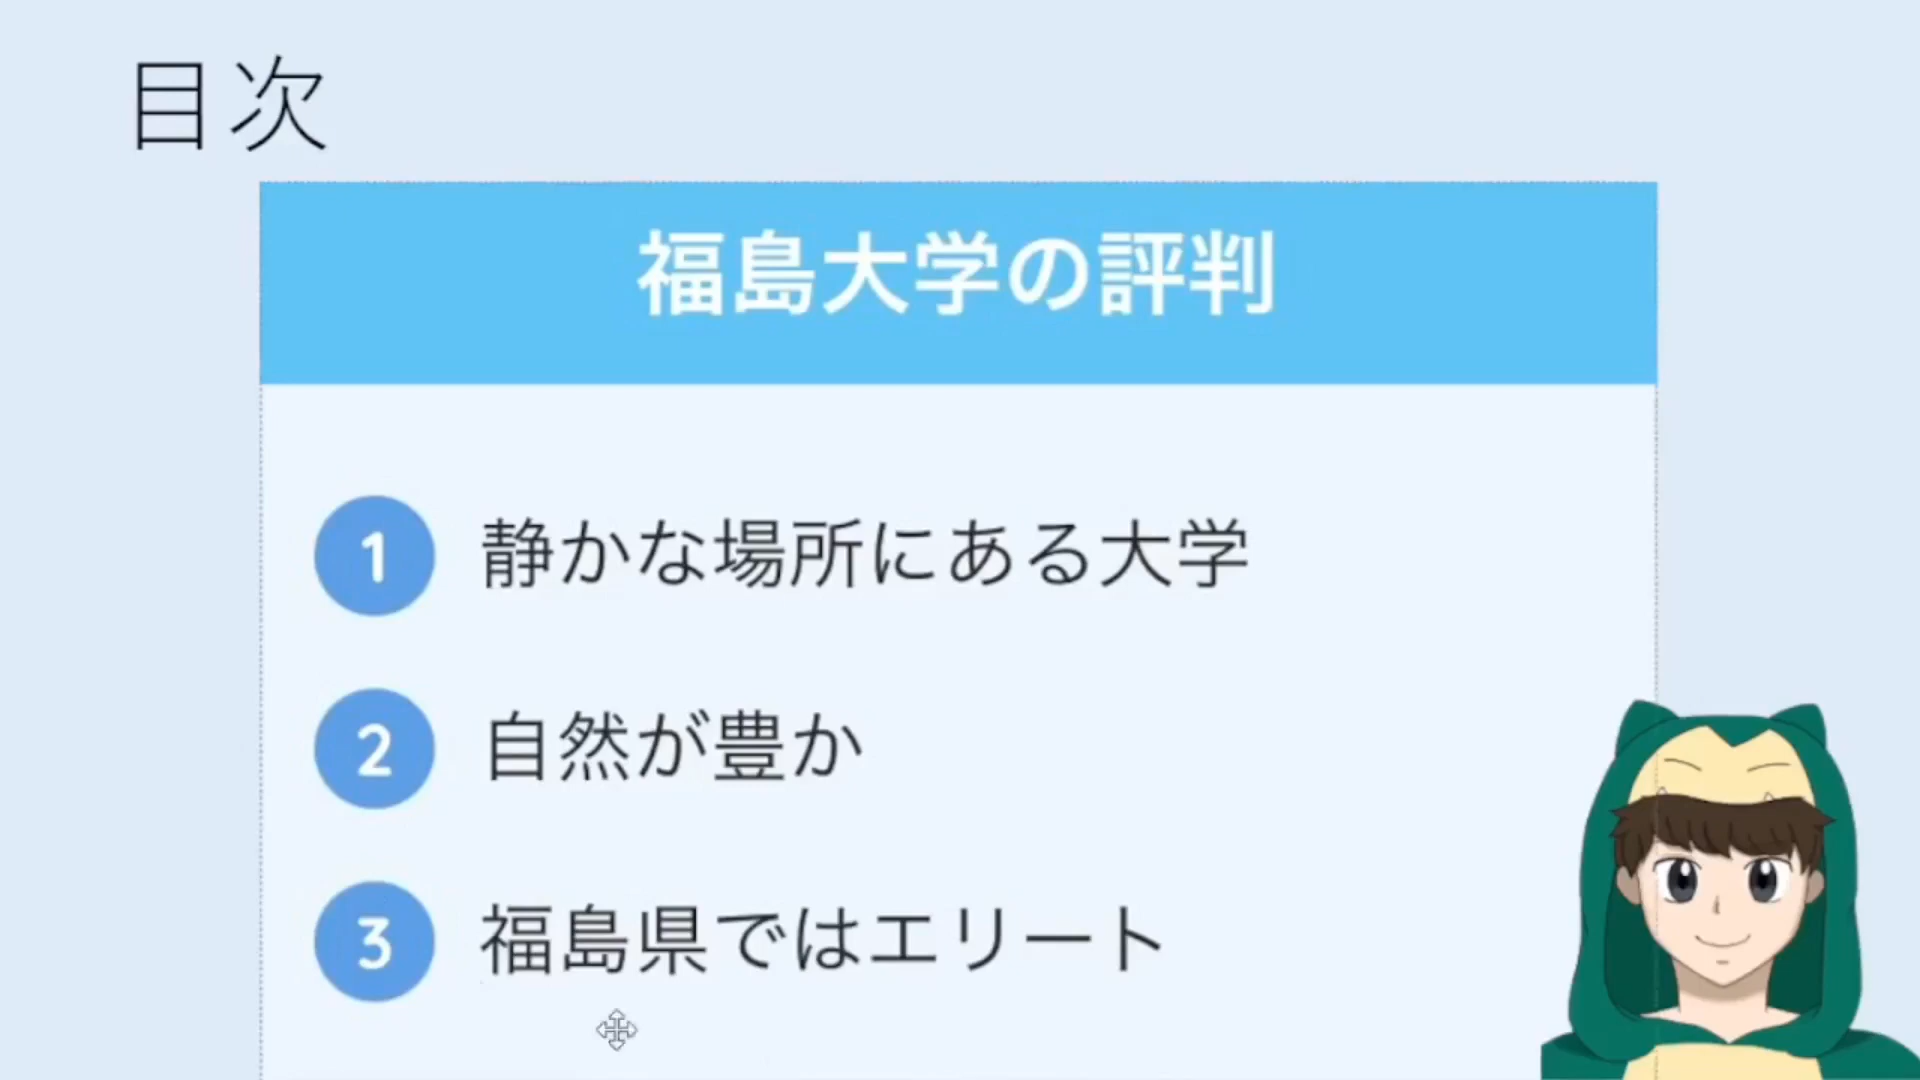 目次
福島大学の評判
1 静かな場所にある大学
2 自然が豊か
3 福島県ではエリート